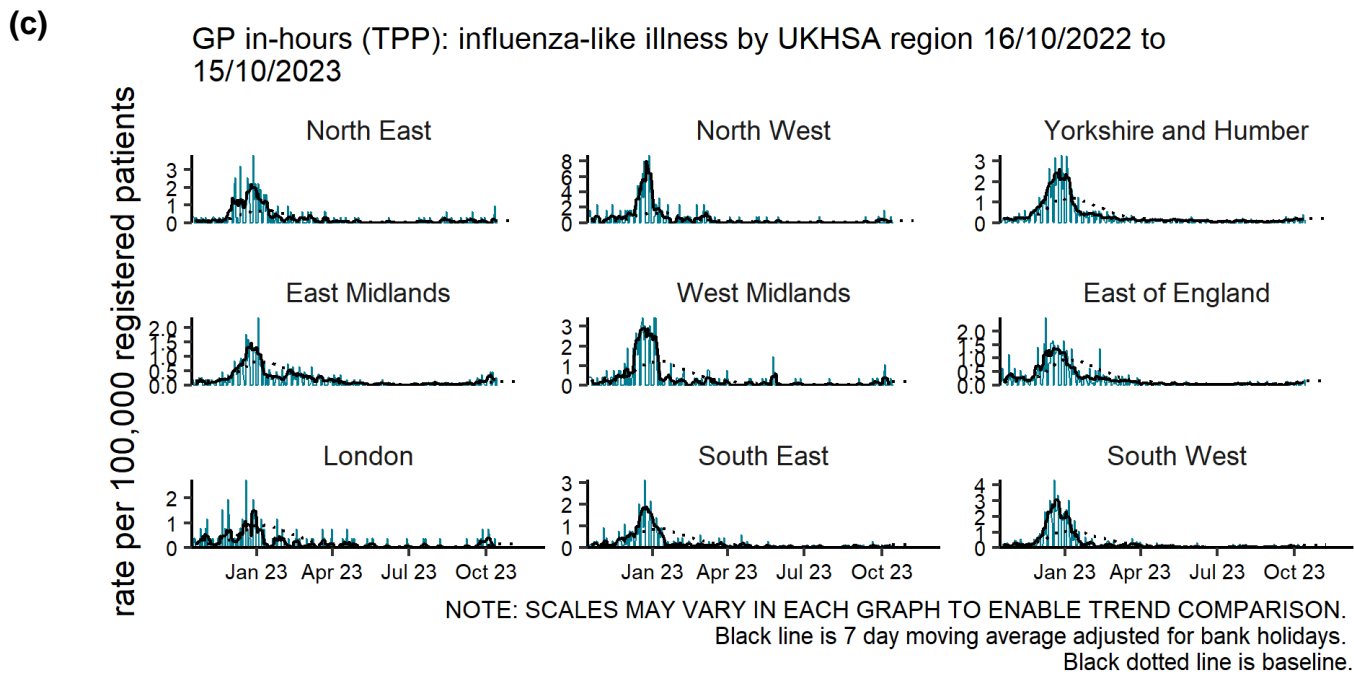 (c)
GP in-hours (TPP): influenza-like illness by UKHSA region 16/10/2022 to
15/10/2023
rate per 100,000 registered patients
North East
3
2
1
0
North West
8
6
4
2
0
Yorkshire and Humber
3
2
1
0
East Midlands
2.0
1.5
1.0
0.5
0.0
West Midlands
3
2
1
0
East of England
2.0
1.5
1.0
0.5
0.0
London
2
1
0
South East
3
2
1
0
South West
4
3
2
1
0
Jan 23 Apr 23 Jul 23 Oct 23
Jan 23 Apr 23 Jul 23 Oct 23
Jan 23 Apr 23 Jul 23 Oct 23
NOTE: SCALES MAY VARY IN EACH GRAPH TO ENABLE TREND COMPARISON.
Black line is 7 day moving average adjusted for bank holidays.
Black dotted line is baseline.